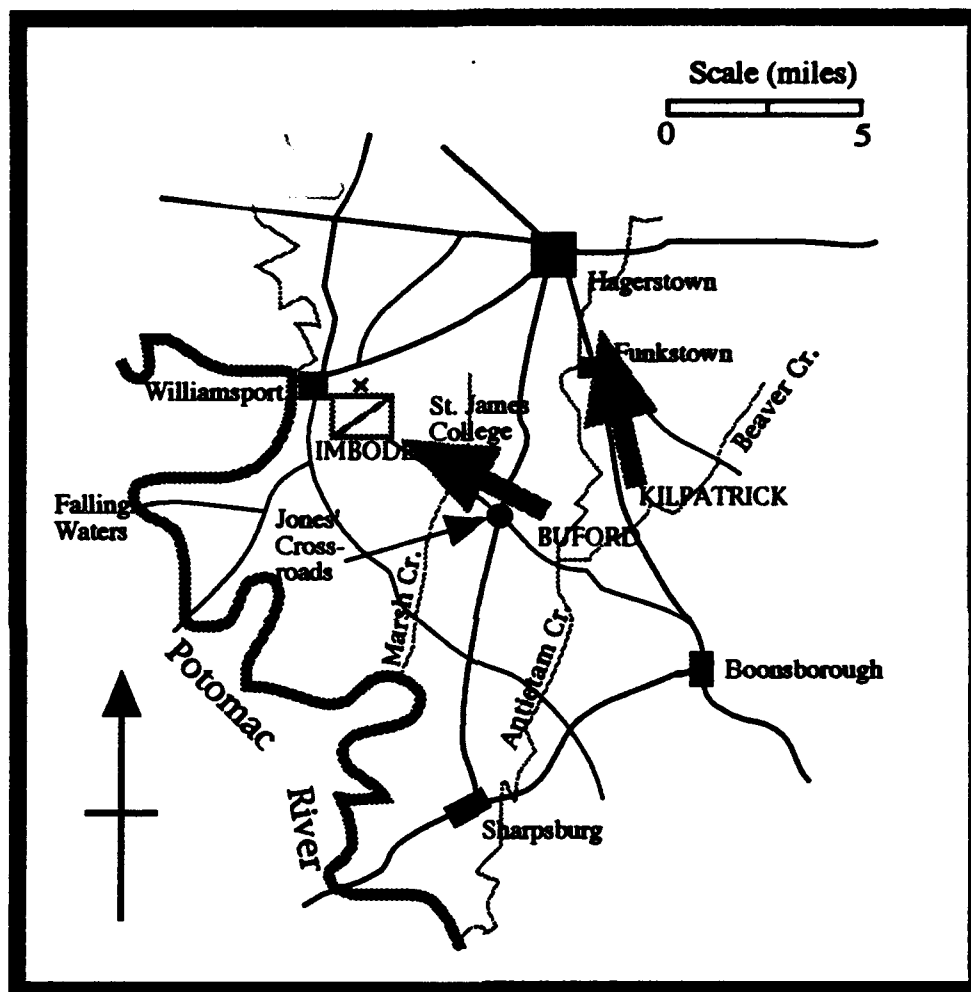 Scale (miles)
0 5
Hagerstown
Funkstown
Beaver Cr.
Williamsport
St. James
College
KILPATRICK
Falling
Waters
Jones'
Cross-
roads
BUFORD
Marsh Cr.
Antietam Cr.
Boonsborough
Potomac
River
Sharpsburg